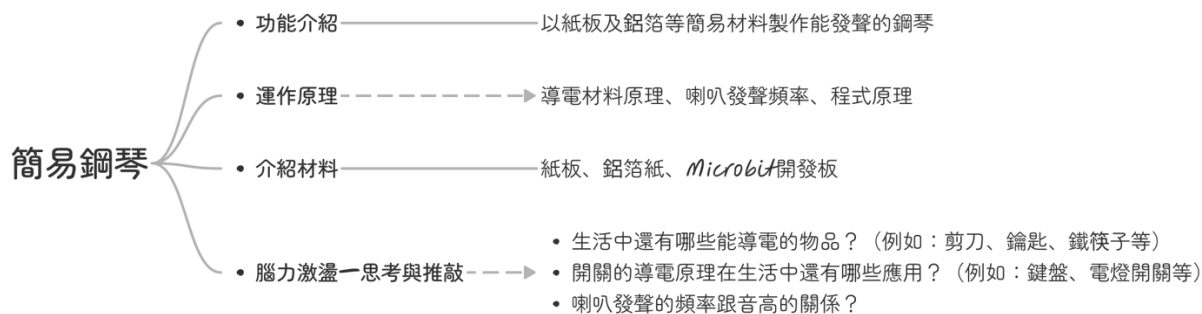 簡易鋼琴
• 功能介紹
以紙板及鋁箔等簡易材料製作能發聲的鋼琴
• 運作原理
導電材料原理、喇叭發聲頻率、程式原理
• 介紹材料
紙板、鋁箔紙、Microbit開發板
• 腦力激盪—思考與推敲
• 生活中還有哪些能導電的物品？（例如：剪刀、鑰匙、鐵筷子等）
• 開關的導電原理在生活中還有哪些應用？（例如：鍵盤、電燈開關等）
• 喇叭發聲的頻率跟音高的關係？